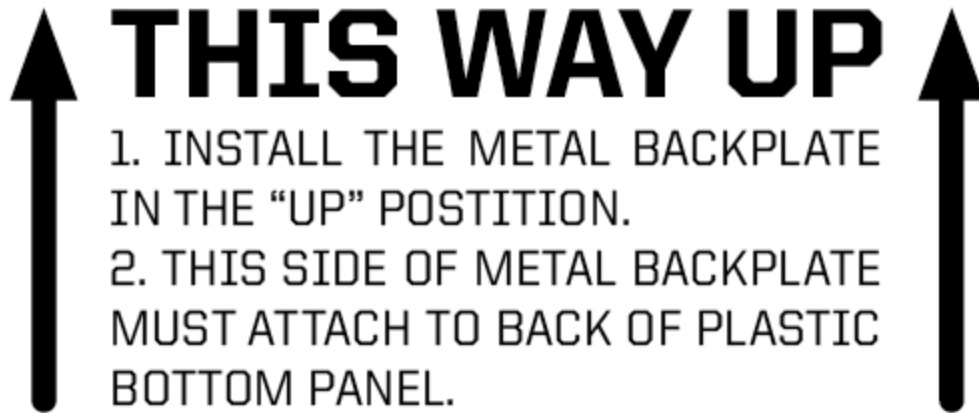 THIS WAY UP
1. INSTALL THE METAL BACKPLATE
IN THE “UP” POSTITION.
2. THIS SIDE OF METAL BACKPLATE
MUST ATTACH TO BACK OF PLASTIC
BOTTOM PANEL.